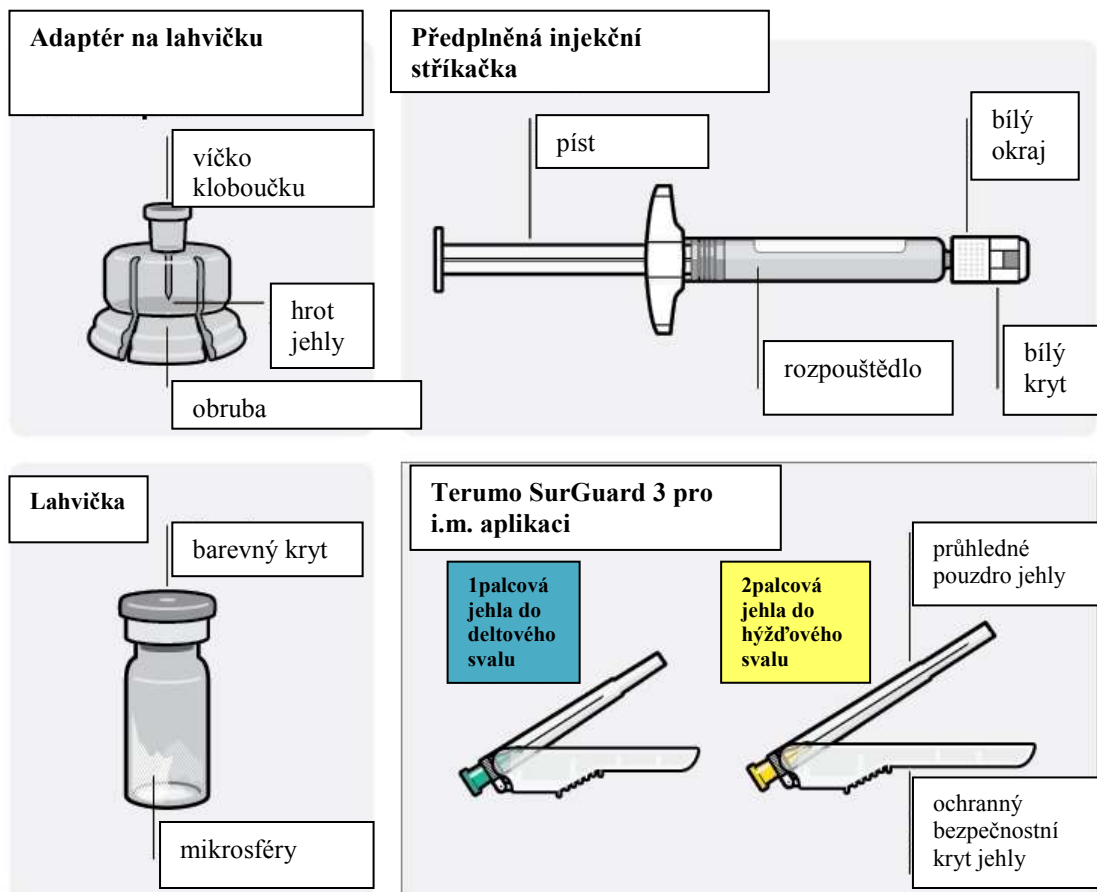 Adaptér na lahvičku
víčko
kloboučku
hrot
jehly
obruba
Předplněná injekční
stříkačka
píst
bílý
okraj
rozpouštědlo
bílý
kryt
Lahvička
barevný kryt
mikrosféry
Terumo SurGuard 3 pro
i.m. aplikaci
1palcová
jehla do
deltového
svalu
2palcová
jehla do
hýžďového
svalu
průhledné
pouzdro jehly
ochranný
bezpečnostní
kryt jehly